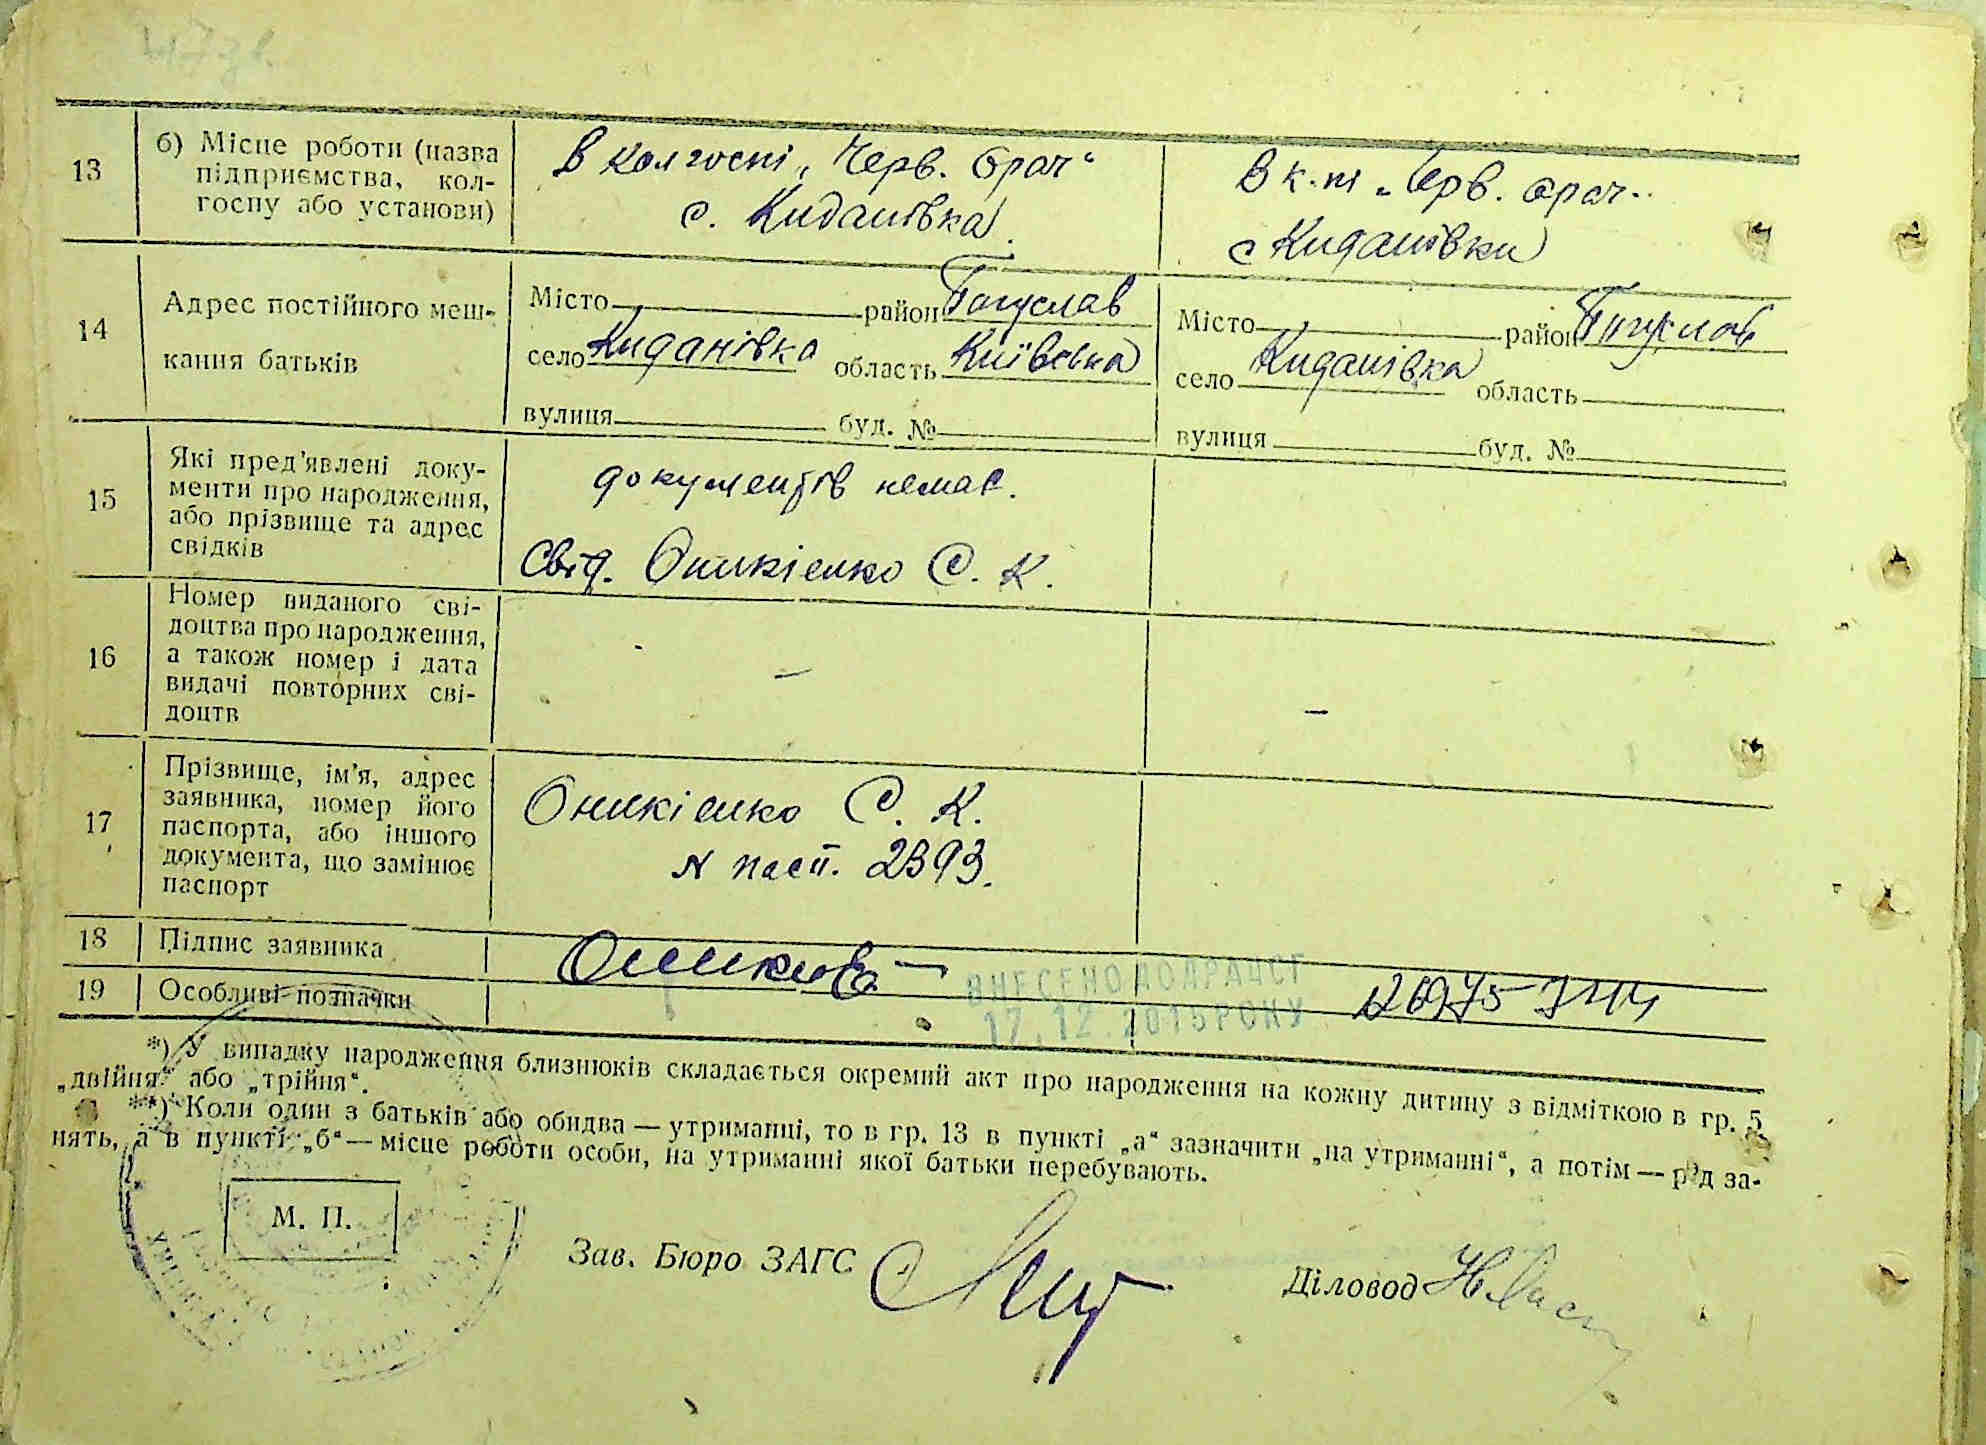 13
б) Місце роботи (назва
підприємства, кол-
госпу або установи)
В колгоспі „Черв. Орач“
с. Киданівка
В к-пі „Черв. Орач“
с Киданівки
14
Адрес постійного меш-
кання батьків
Місто район Богуслав
село Киданівка область Київська
вулиця буд. №
Місто район Богуслав
село Киданівка область
вулиця буд. №
15
Які пред'явлені доку-
менти про народження,
або прізвище та адрес
свідків
документів немає.
Свід. Оникієнко С. К.
16
Номер виданого сві-
доцтва про народження,
а також номер і дата
видачі повторних сві-
доцтв
–
–
17
Прізвище, ім'я, адрес
заявника, номер його
паспорта, або іншого
документа, що замінює
паспорт
Оникієнко С. К.
N пасп. 2393.
18
Підпис заявника
19
Особливі позначки
ВНЕСЕНО ДО ДРАЦСГ
17.12.2015 РОКУ
*) У випадку народження близнюків складається окремий акт про народження на кожну дитину з відміткою в гр. 5
„двійня“ або „трійня“.
**) Коли один з батьків або обидва — утриманці, то в гр. 13 в пункті „а“ зазначити „на утриманні“, а потім — рід за-
нять, а в пункті „б“ — місце роботи особи, на утриманні якої батьки перебувають.
М. П.
Зав. Бюро ЗАГС
Діловод